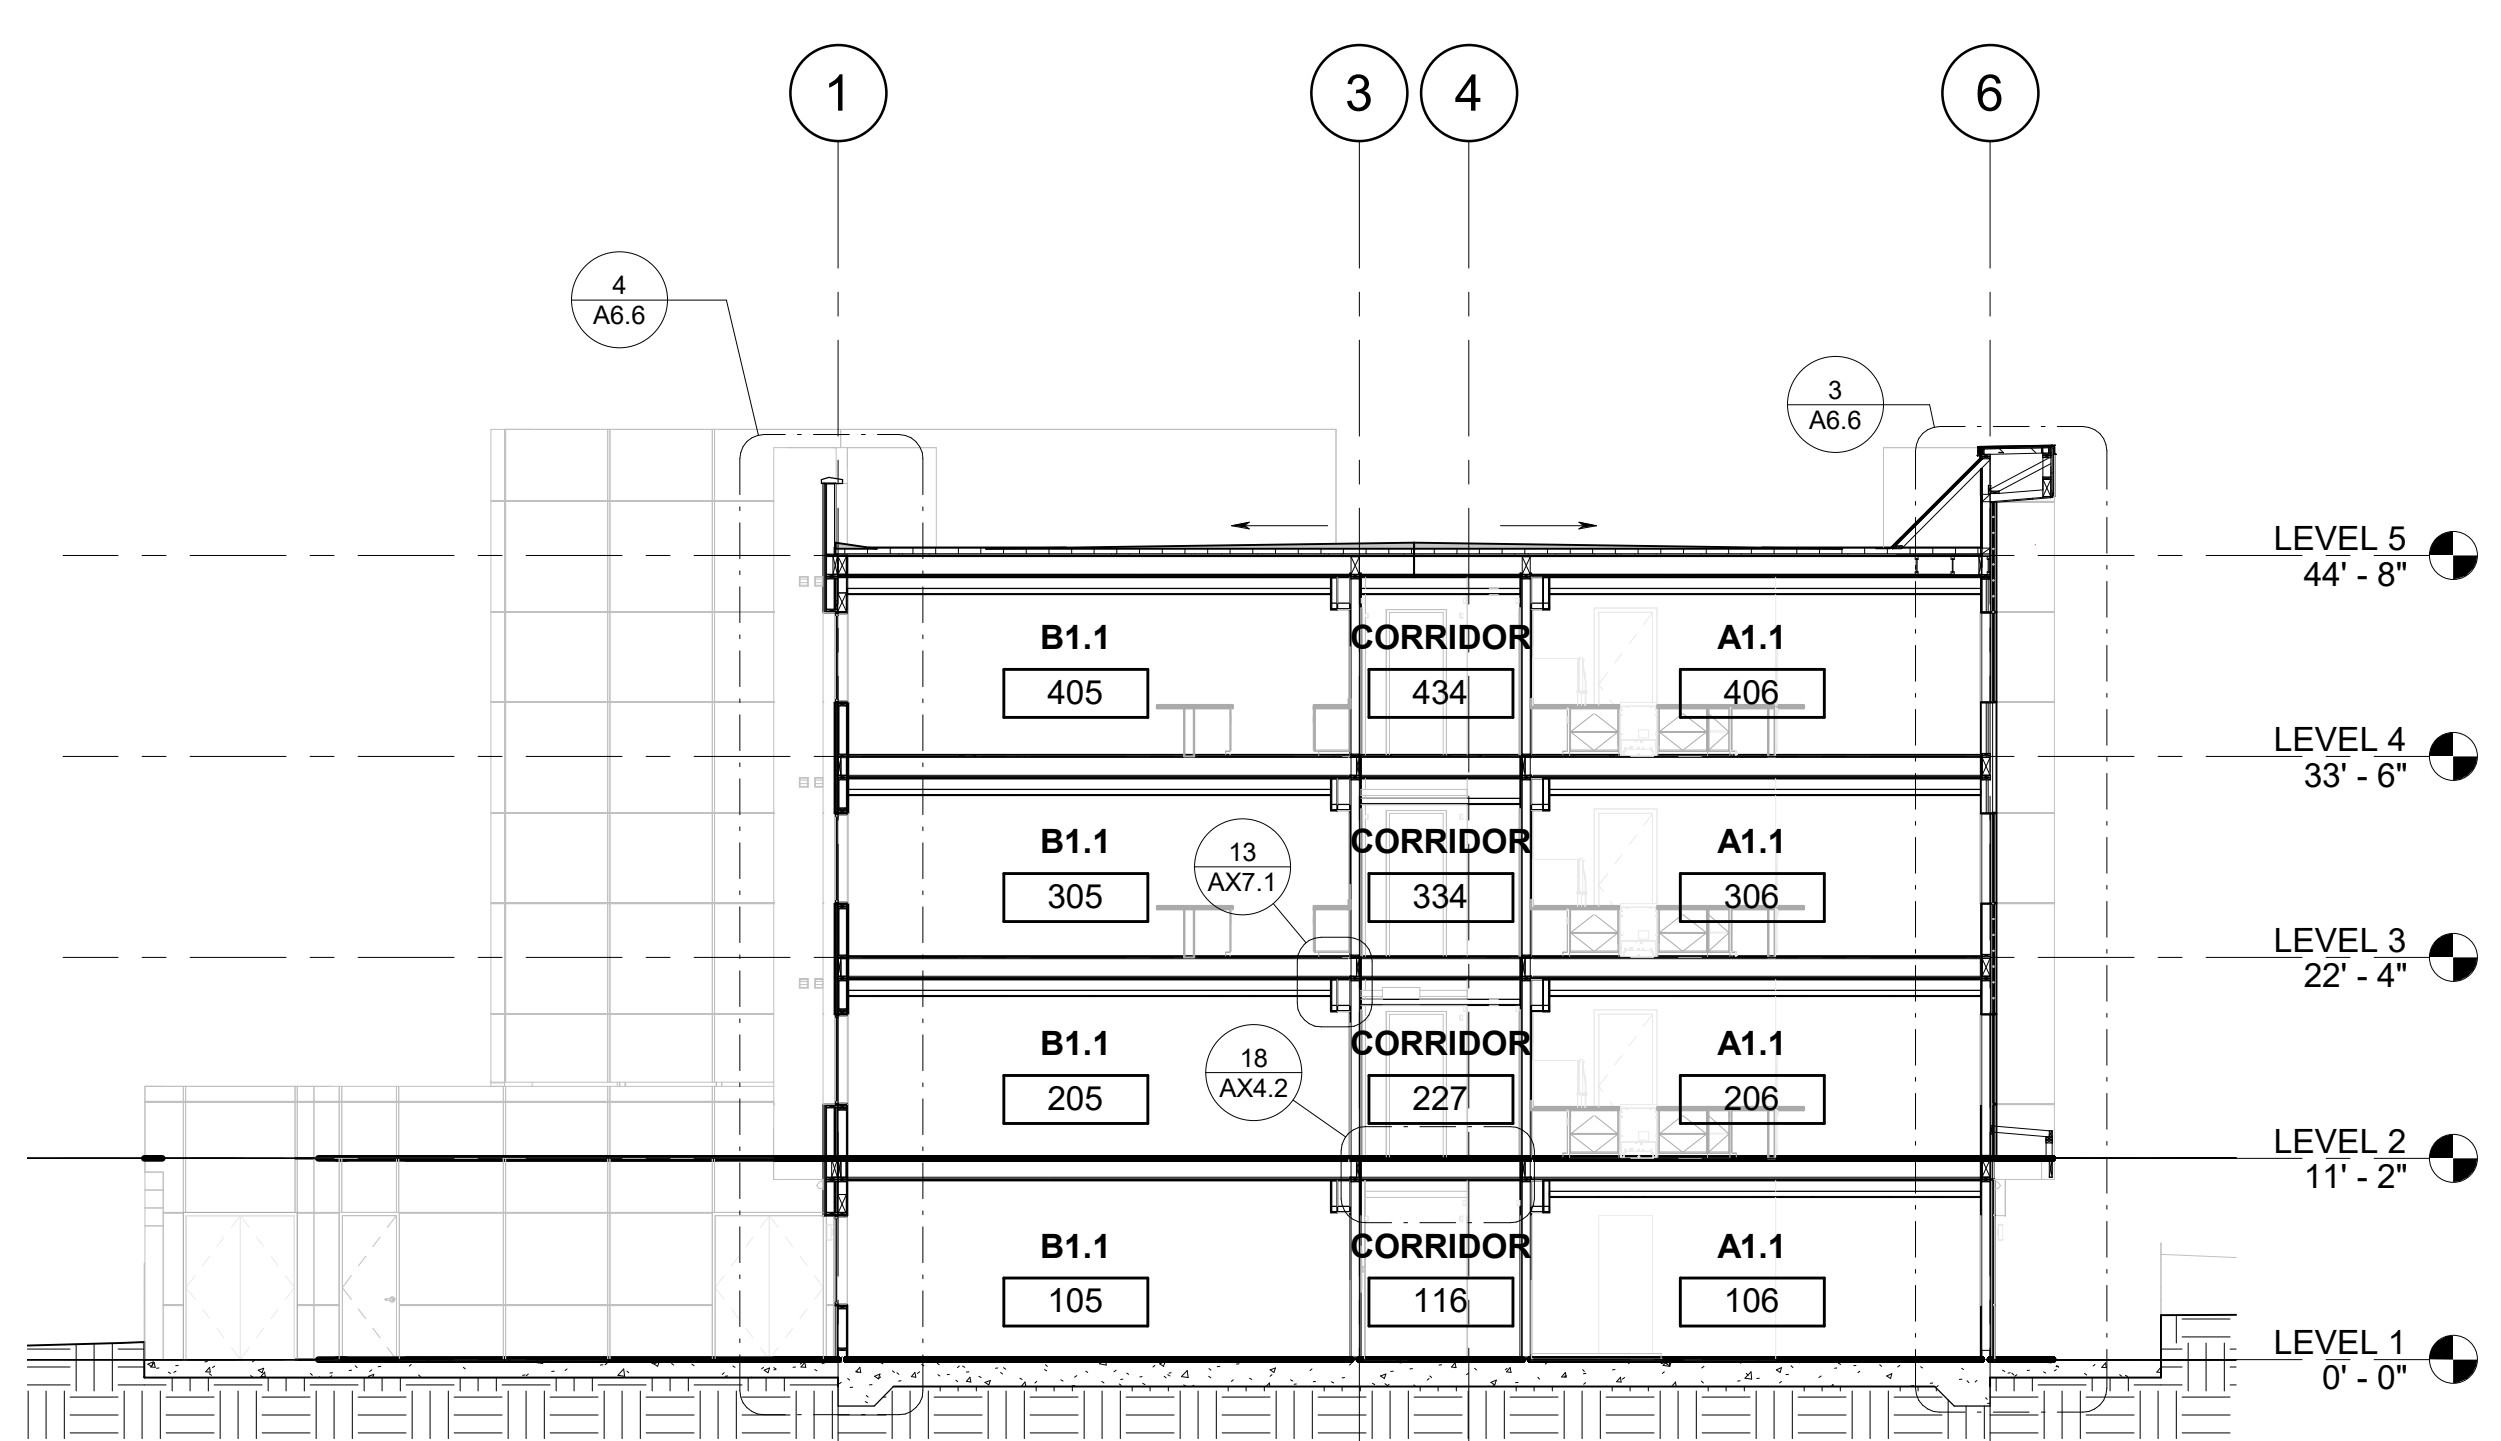 1
3
4
6
4
A6.6
3
A6.6
LEVEL 5
44' - 8"
B1.1
CORRIDOR
A1.1
405
434
406
LEVEL 4
33' - 6"
B1.1
CORRIDOR
A1.1
13
AX7.1
305
334
306
LEVEL 3
22' - 4"
B1.1
CORRIDOR
A1.1
18
AX4.2
205
227
206
LEVEL 2
11' - 2"
B1.1
CORRIDOR
A1.1
105
116
106
LEVEL 1
0' - 0"